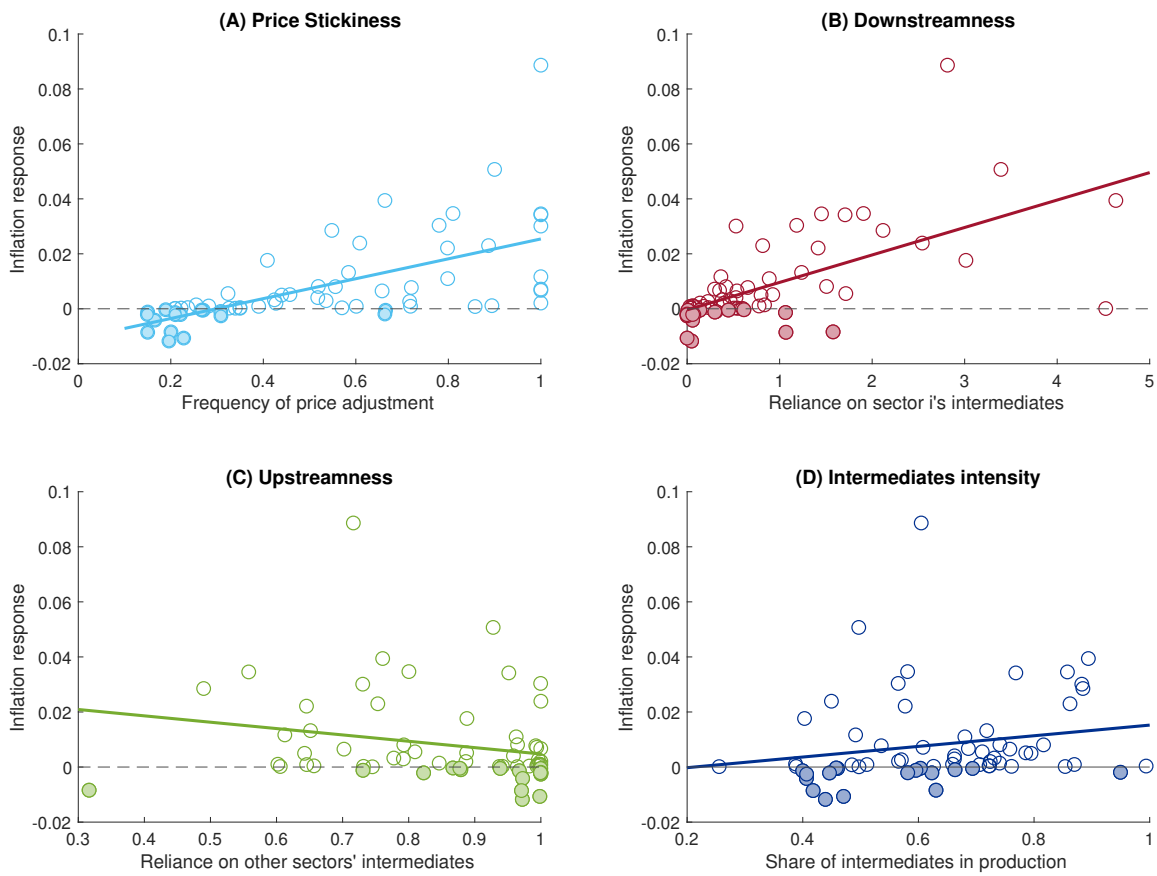 (A) Price Stickiness
0.1
0.08
0.06
0.04
0.02
0
-0.02
Inflation response
0 0.2 0.4 0.6 0.8 1
Frequency of price adjustment
(B) Downstreamness
0.1
0.08
0.06
0.04
0.02
0
-0.02
Inflation response
0 1 2 3 4 5
Reliance on sector i's intermediates
(C) Upstreamness
0.1
0.08
0.06
0.04
0.02
0
-0.02
Inflation response
0.3 0.4 0.5 0.6 0.7 0.8 0.9 1
Reliance on other sectors' intermediates
(D) Intermediates intensity
0.1
0.08
0.06
0.04
0.02
0
-0.02
Inflation response
0.2 0.4 0.6 0.8 1
Share of intermediates in production